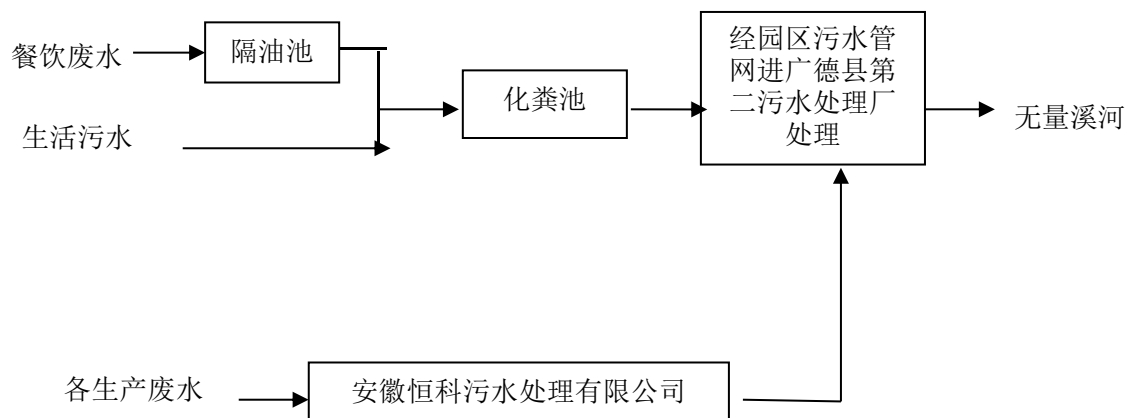 餐饮废水
隔油池
生活污水
化粪池
经园区污水管
网进广德县第
二污水处理厂
处理
无量溪河
各生产废水
安徽恒科污水处理有限公司